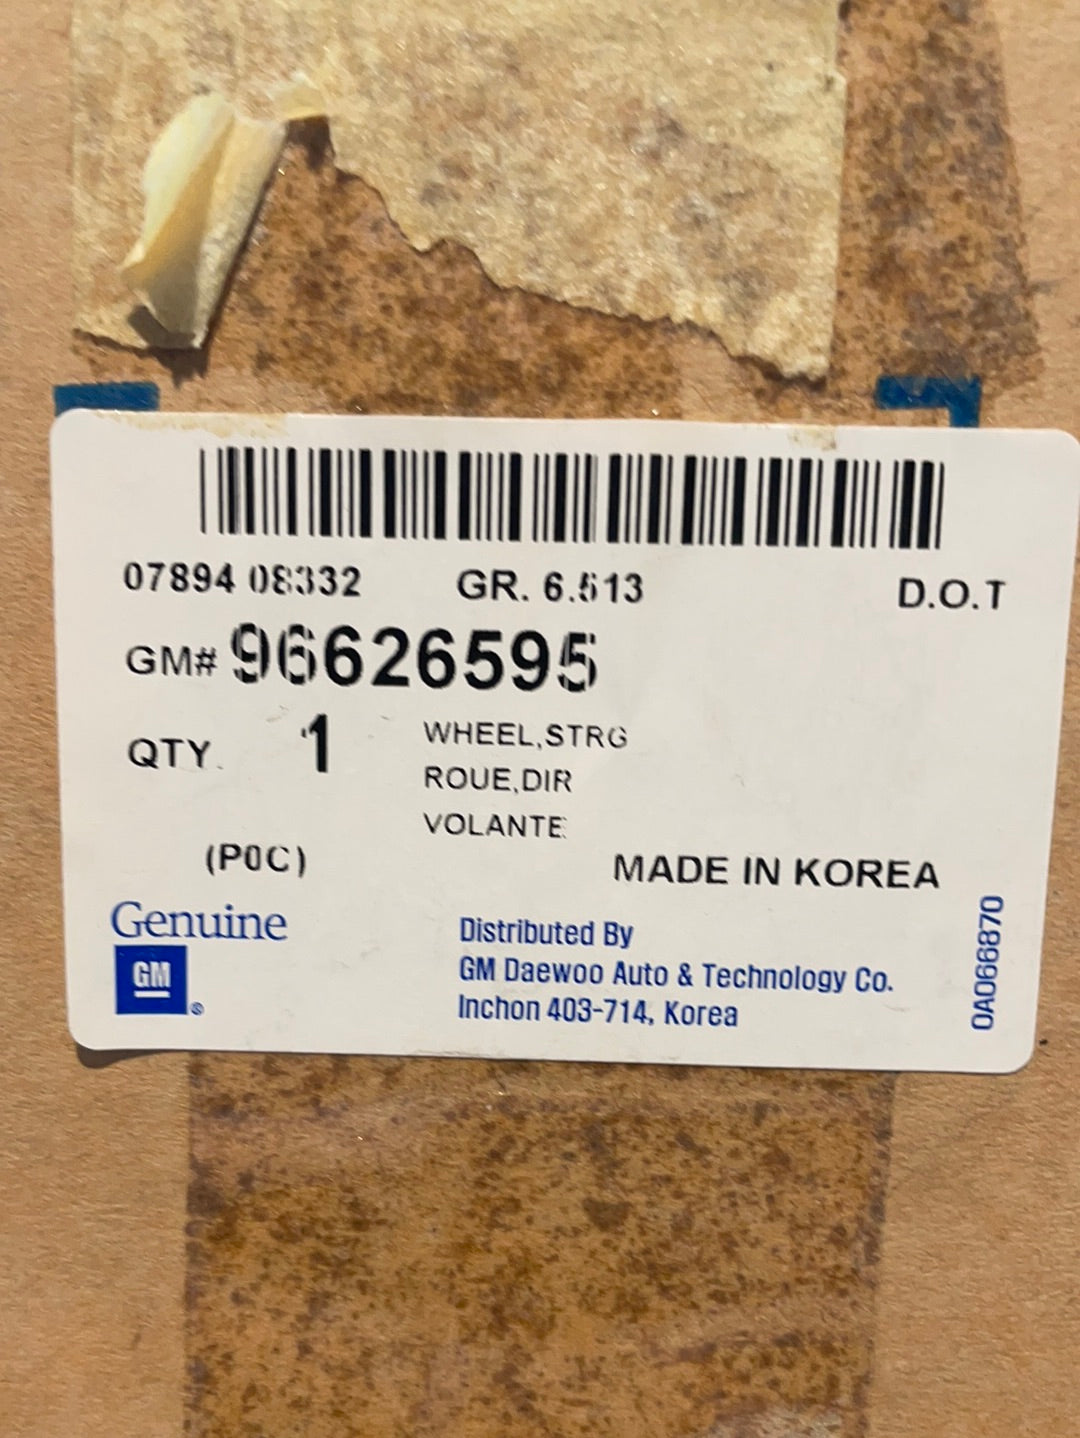 07894 08332 GR. 6.513 D.O.T
GM# 96626595
QTY. 1 WHEEL,STRG
ROUE,DIR
VOLANTE
(P0C) MADE IN KOREA
Genuine
GM
®
Distributed By
GM Daewoo Auto & Technology Co.
Inchon 403-714, Korea
0A066870